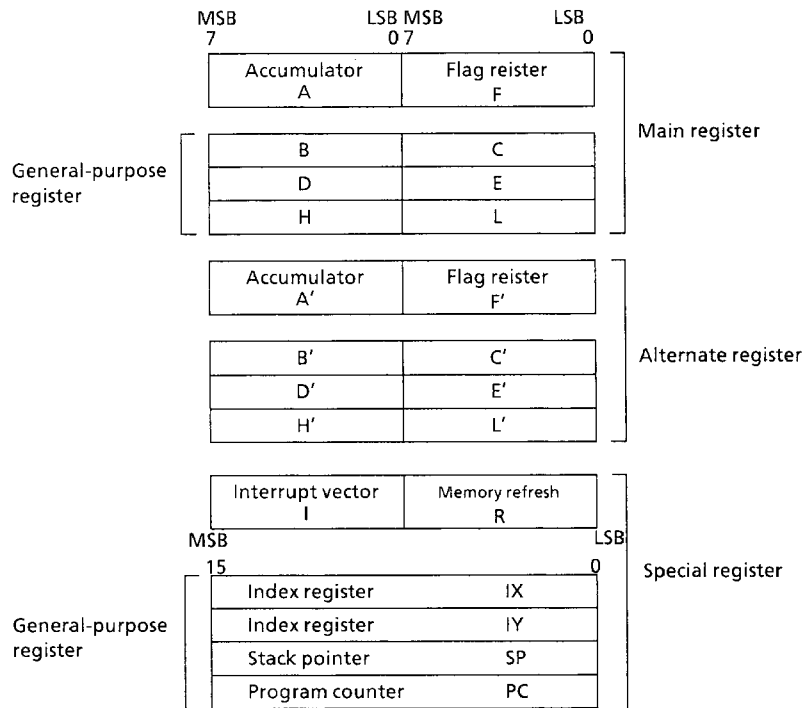 MSB LSB MSB LSB
7 0 7 0
Accumulator Flag reister
A F
Main register
General-purpose
register
B C
D E
H L
Accumulator Flag reister
A' F'
Alternate register
B' C'
D' E'
H' L'
Interrupt vector Memory refresh
I R
MSB LSB
15 0
Special register
General-purpose
register
Index register IX
Index register IY
Stack pointer SP
Program counter PC